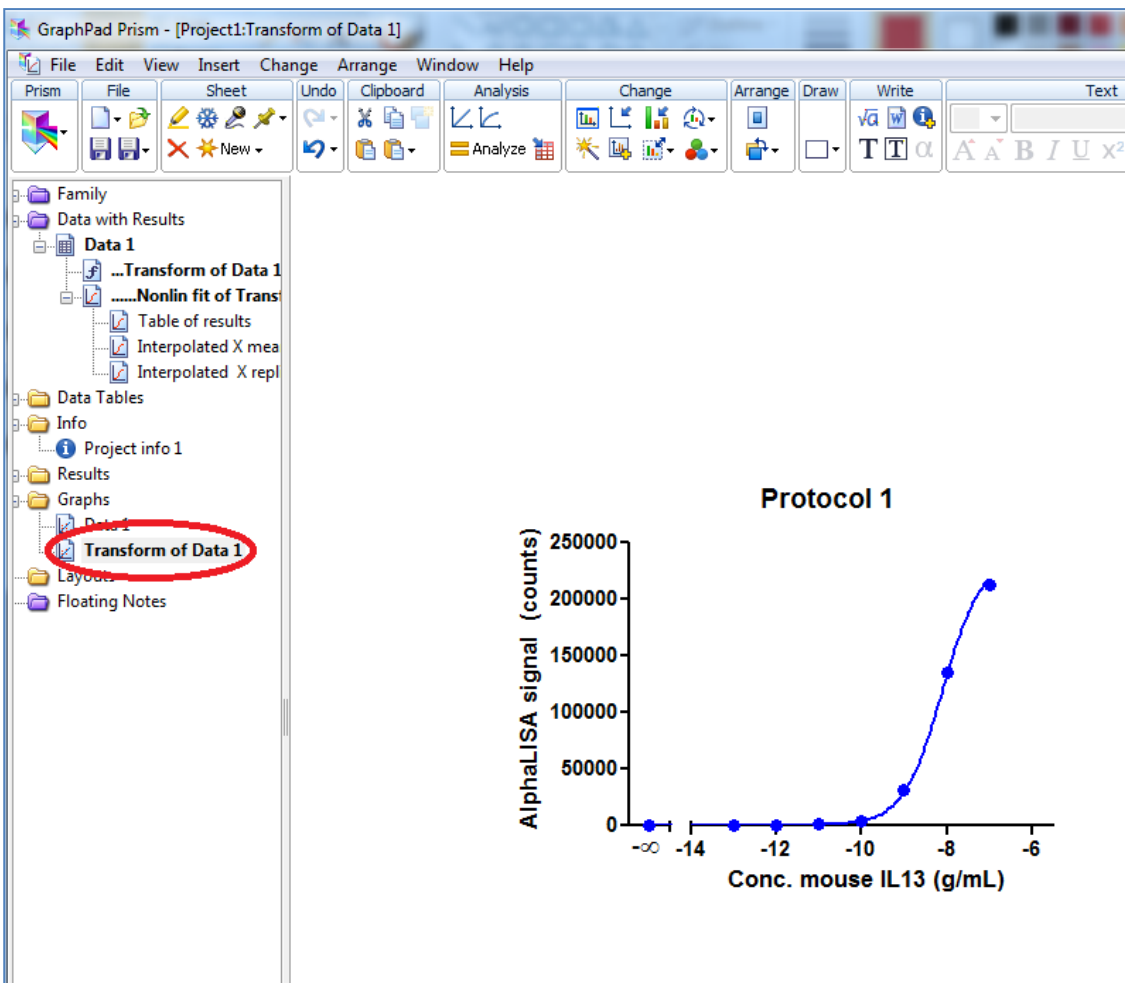 GraphPad Prism - [Project1:Transform of Data 1]
File Edit View Insert Change Arrange Window Help
Prism File Sheet Undo Clipboard Analysis Change Arrange Draw Write Text
New
Analyze
T T α A A B I U X²
√α
Family
Data with Results
Data 1
...Transform of Data 1
......Nonlin fit of Trans
Table of results
Interpolated X mea
Interpolated X repl
Data Tables
Info
Project info 1
Results
Graphs
Data 1
Transform of Data 1
Layouts
Floating Notes
Protocol 1
AlphaLISA signal (counts)
250000
200000
150000
100000
50000
0
-∞ -14 -12 -10 -8 -6
Conc. mouse IL13 (g/mL)